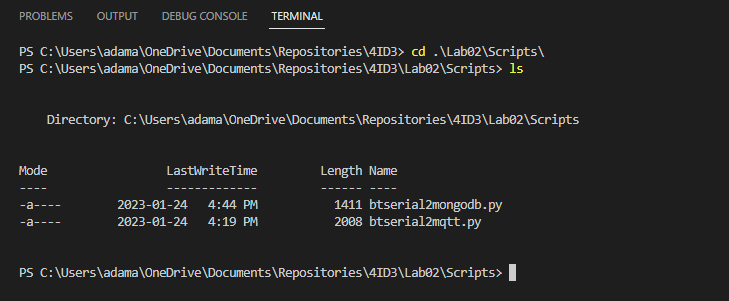 PROBLEMS OUTPUT DEBUG CONSOLE TERMINAL
PS C:\Users\adama\OneDrive\Documents\Repositories\4ID3> cd .\Lab02\Scripts\
PS C:\Users\adama\OneDrive\Documents\Repositories\4ID3\Lab02\Scripts> ls
Directory: C:\Users\adama\OneDrive\Documents\Repositories\4ID3\Lab02\Scripts
Mode LastWriteTime Length Name
---- ------------- ------ ----
-a---- 2023-01-24 4:44 PM 1411 btserial2mongodb.py
-a---- 2023-01-24 4:19 PM 2008 btserial2mqtt.py
PS C:\Users\adama\OneDrive\Documents\Repositories\4ID3\Lab02\Scripts>